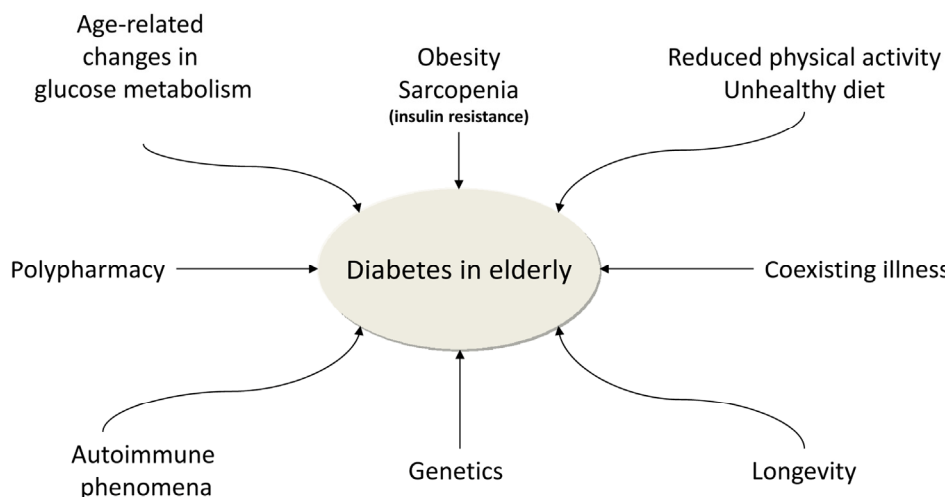 Age-related
changes in
glucose metabolism
Obesity
Sarcopenia
(insulin resistance)
Reduced physical activity
Unhealthy diet
Polypharmacy
Diabetes in elderly
Coexisting illness
Autoimmune
phenomena
Genetics
Longevity